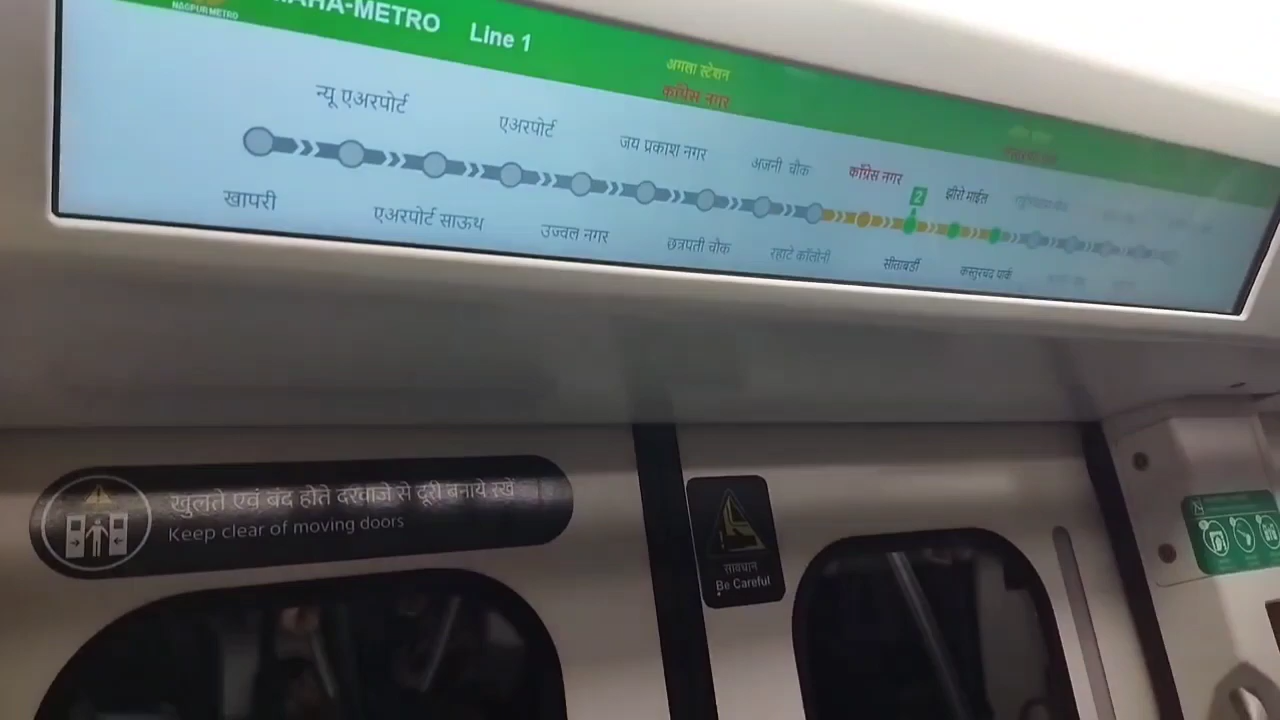 NAGPUR METRO
MAHA-METRO Line 1
अगला स्टेशन
काँग्रेस नगर
न्यू एअरपोर्ट
एअरपोर्ट
जय प्रकाश नगर
अजनी चौक
काँग्रेस नगर
2
झीरो माईल
खापरी
एअरपोर्ट साऊथ
उज्वल नगर
छत्रपती चौक
रहाटे कॉलोनी
सीताबर्डी
कस्तुरचंद पार्क
खुलते एवं बंद होते दरवाजे से दूरी बनाये रखें
Keep clear of moving doors
सावधान
Be Careful